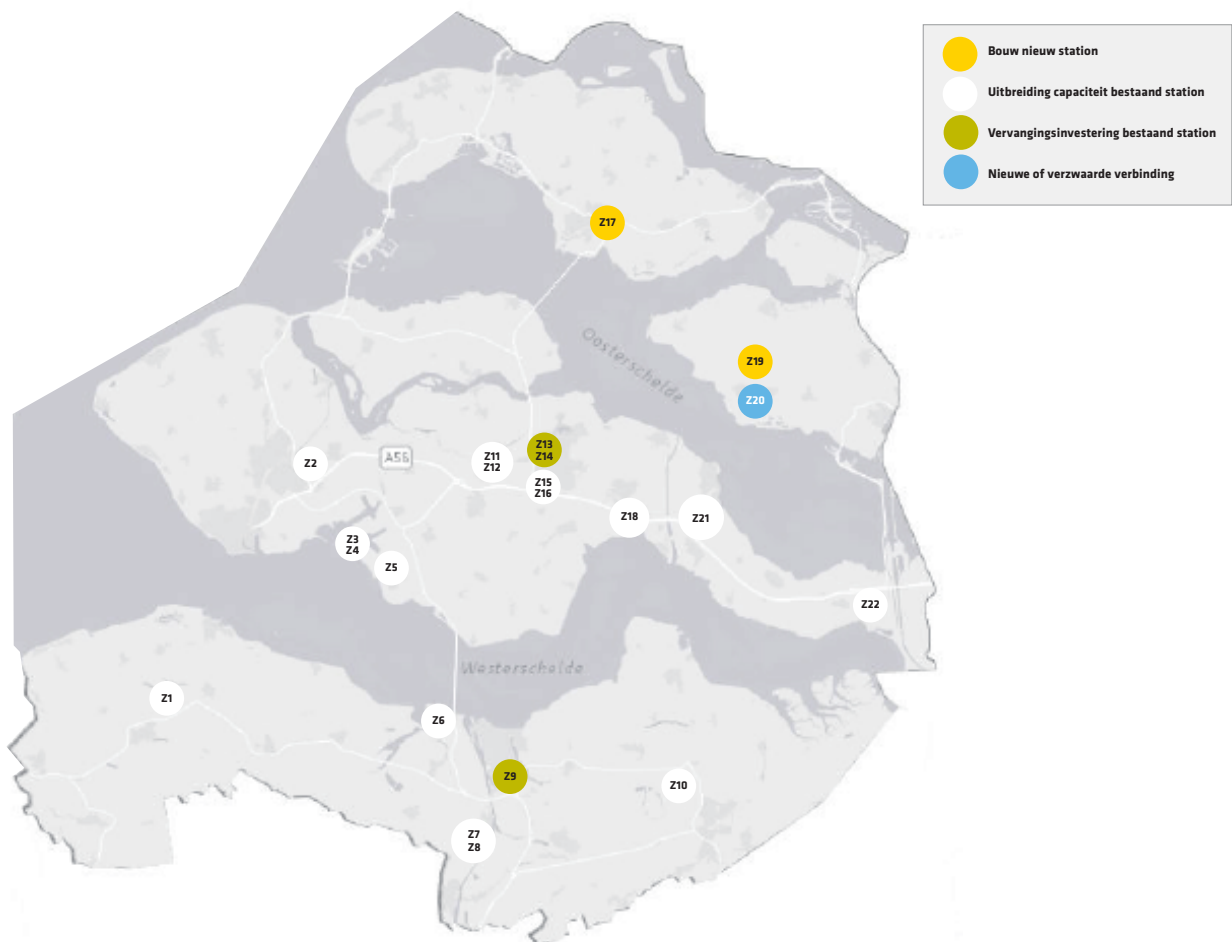 Bouw nieuw station
Uitbreiding capaciteit bestaand station
Vervangingsinvestering bestaand station
Nieuwe of verzwaarde verbinding
Z17
Oosterschelde
Z19
Z20
Z13
Z14
Z11
Z12
Z2
A58
Z15
Z16
Z18
Z21
Z3
Z4
Z5
Z22
Westerschelde
Z1
Z6
Z9
Z10
Z7
Z8